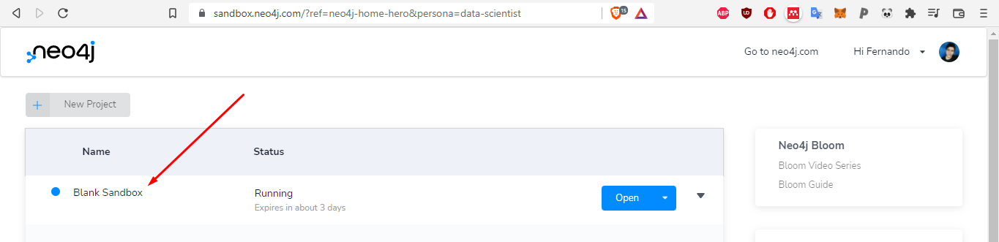 sandbox.neo4j.com/?ref=neo4j-home-hero&persona=data-scientist
15
ABP
neo4j
Go to neo4j.com
Hi Fernando
+ New Project
Name
Status
Blank Sandbox
Running
Open
Expires in about 3 days
Neo4j Bloom
Bloom Video Series
Bloom Guide